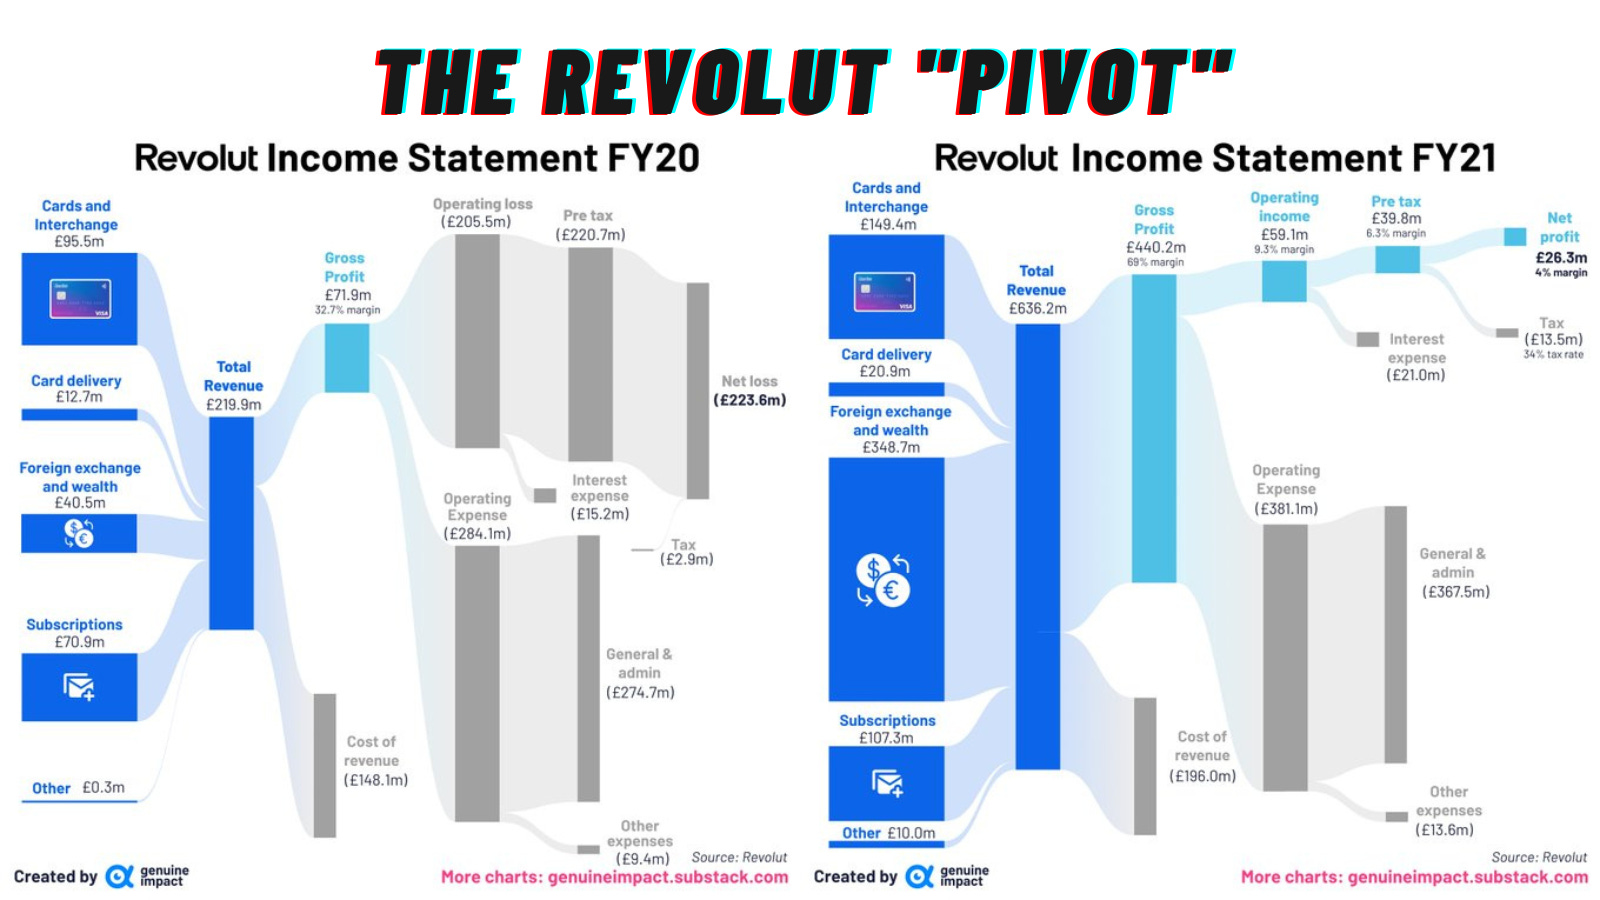 THE REVOLUT "PIVOT"
Revolut Income Statement FY20
Cards and
Interchange
£95.5m
VISA
Card delivery
£12.7m
Foreign exchange
and wealth
£40.5m
$
€
Subscriptions
£70.9m
Other £0.3m
Total
Revenue
£219.9m
Gross
Profit
£71.9m
32.7% margin
Cost of
revenue
(£148.1m)
Operating loss
(£205.5m)
Pre tax
(£220.7m)
Net loss
(£223.6m)
Interest
expense
(£15.2m)
Tax
(£2.9m)
Operating
Expense
(£284.1m)
General &
admin
(£274.7m)
Other
expenses
(£9.4m)
Source: Revolut
Created by genuine
impact
More charts: genuineimpact.substack.com
Revolut Income Statement FY21
Cards and
Interchange
£149.4m
VISA
Card delivery
£20.9m
Foreign exchange
and wealth
£348.7m
$
€
Subscriptions
£107.3m
Other £10.0m
Total
Revenue
£636.2m
Gross
Profit
£440.2m
69% margin
Cost of
revenue
(£196.0m)
Operating
income
£59.1m
9.3% margin
Pre tax
£39.8m
6.3% margin
Net
profit
£26.3m
4% margin
Interest
expense
(£21.0m)
Tax
(£13.5m)
34% tax rate
Operating
Expense
(£381.1m)
General &
admin
(£367.5m)
Other
expenses
(£13.6m)
Source: Revolut
Created by genuine
impact
More charts: genuineimpact.substack.com